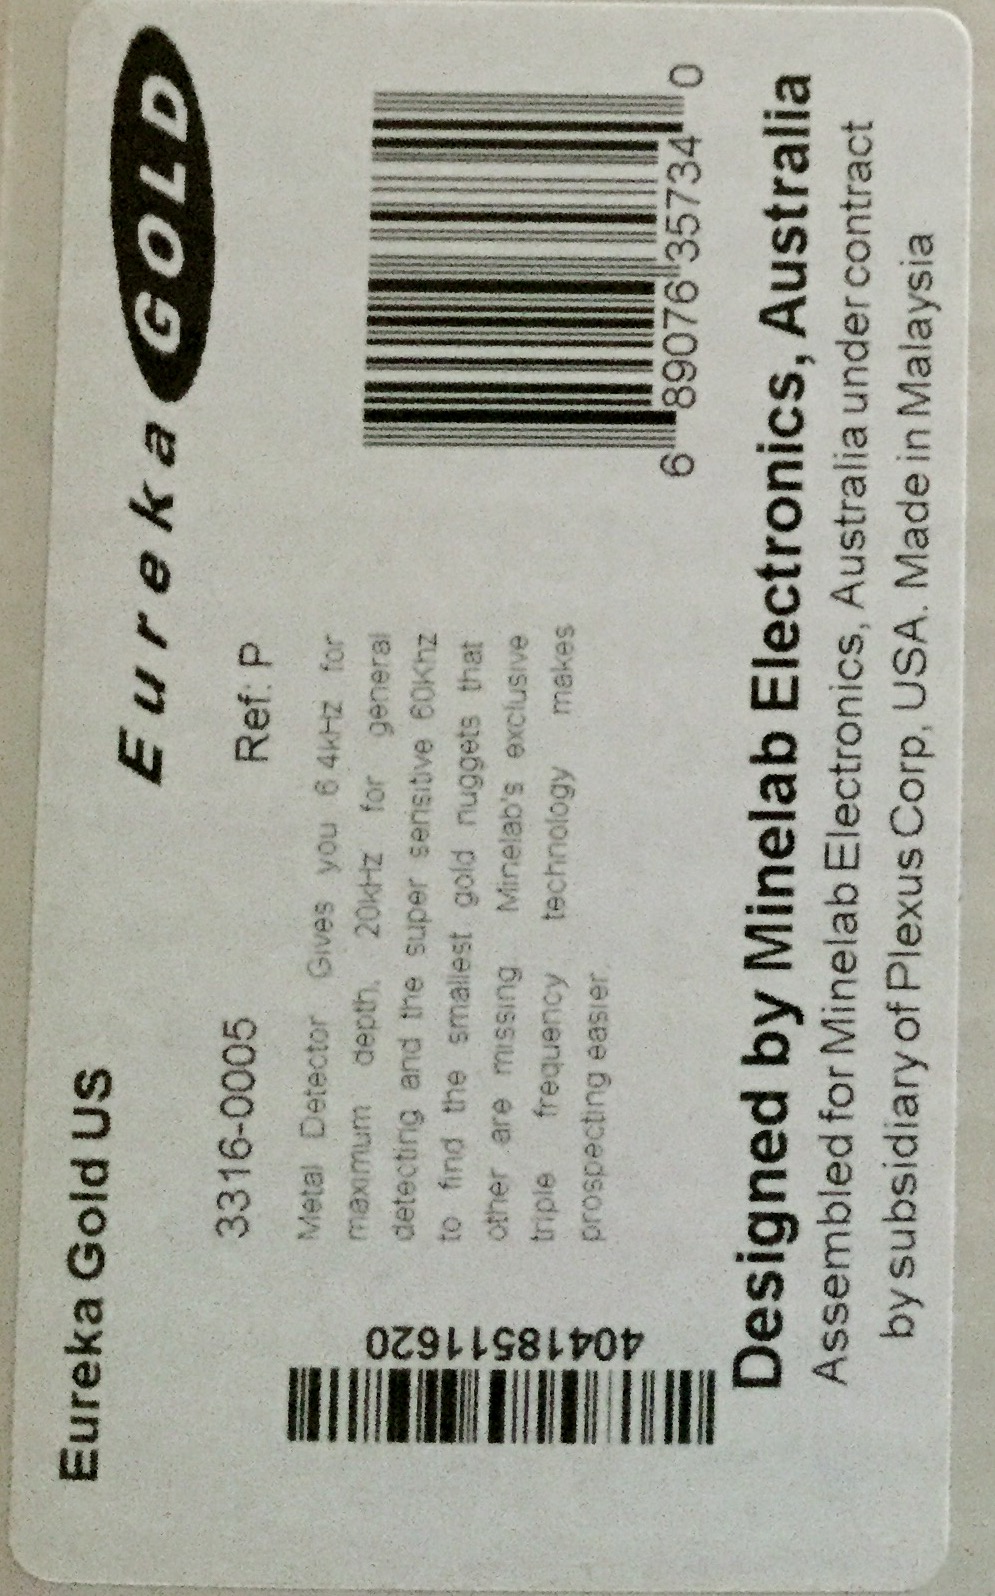 Eureka Gold US
Eureka GOLD
3316-0005
Ref: P
Metal Detector Gives you 6.4kHz for
maximum depth, 20kHz for general
detecting and the super sensitive 60Khz
to find the smallest gold nuggets that
other are missing. Minelab's exclusive
triple frequency technology makes
prospecting easier.
40418511620
6 89076 35734 0
Designed by Minelab Electronics, Australia
Assembled for Minelab Electronics, Australia under contract
by subsidiary of Plexus Corp, USA. Made in Malaysia